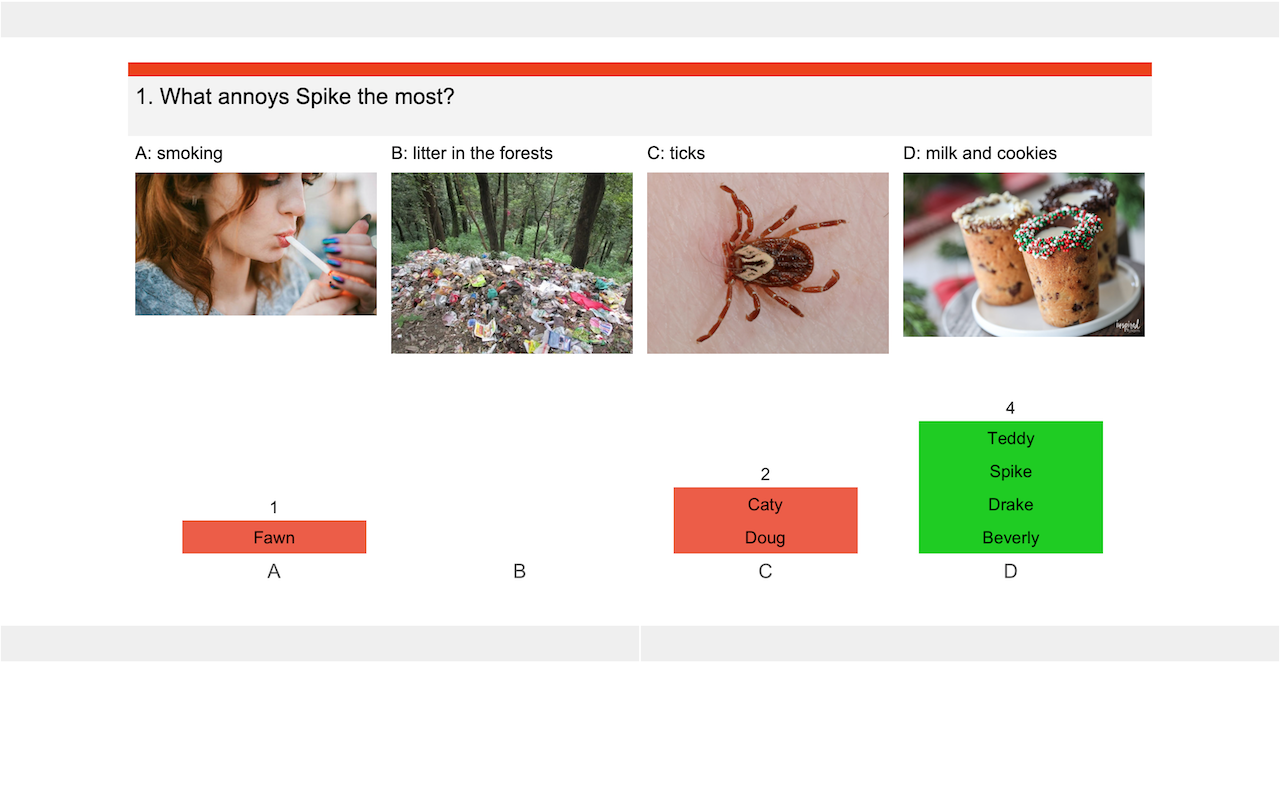 1. What annoys Spike the most?
A: smoking
B: litter in the forests
C: ticks
D: milk and cookies
inspired
4
Teddy
Spike
Drake
Beverly
2
Caty
Doug
1
Fawn
A
B
C
D